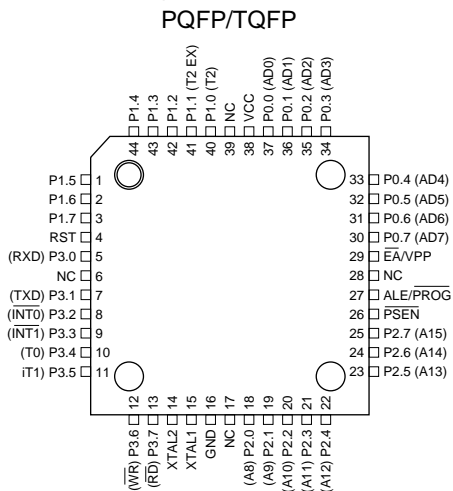 PQFP/TQFP
P1.4
P1.3
P1.2
P1.1 (T2 EX)
P1.0 (T2)
NC
VCC
P0.0 (AD0)
P0.1 (AD1)
P0.2 (AD2)
P0.3 (AD3)
44
43
42
41
40
39
38
37
36
35
34
P1.5 1
P1.6 2
P1.7 3
RST 4
(RXD) P3.0 5
NC 6
(TXD) P3.1 7
(INT0) P3.2 8
(INT1) P3.3 9
(T0) P3.4 10
iT1) P3.5 11
33 P0.4 (AD4)
32 P0.5 (AD5)
31 P0.6 (AD6)
30 P0.7 (AD7)
29 EA/VPP
28 NC
27 ALE/PROG
26 PSEN
25 P2.7 (A15)
24 P2.6 (A14)
23 P2.5 (A13)
12
13
14
15
16
17
18
19
20
21
22
(WR) P3.6
(RD) P3.7
XTAL2
XTAL1
GND
NC
(A8) P2.0
(A9) P2.1
(A10) P2.2
(A11) P2.3
(A12) P2.4